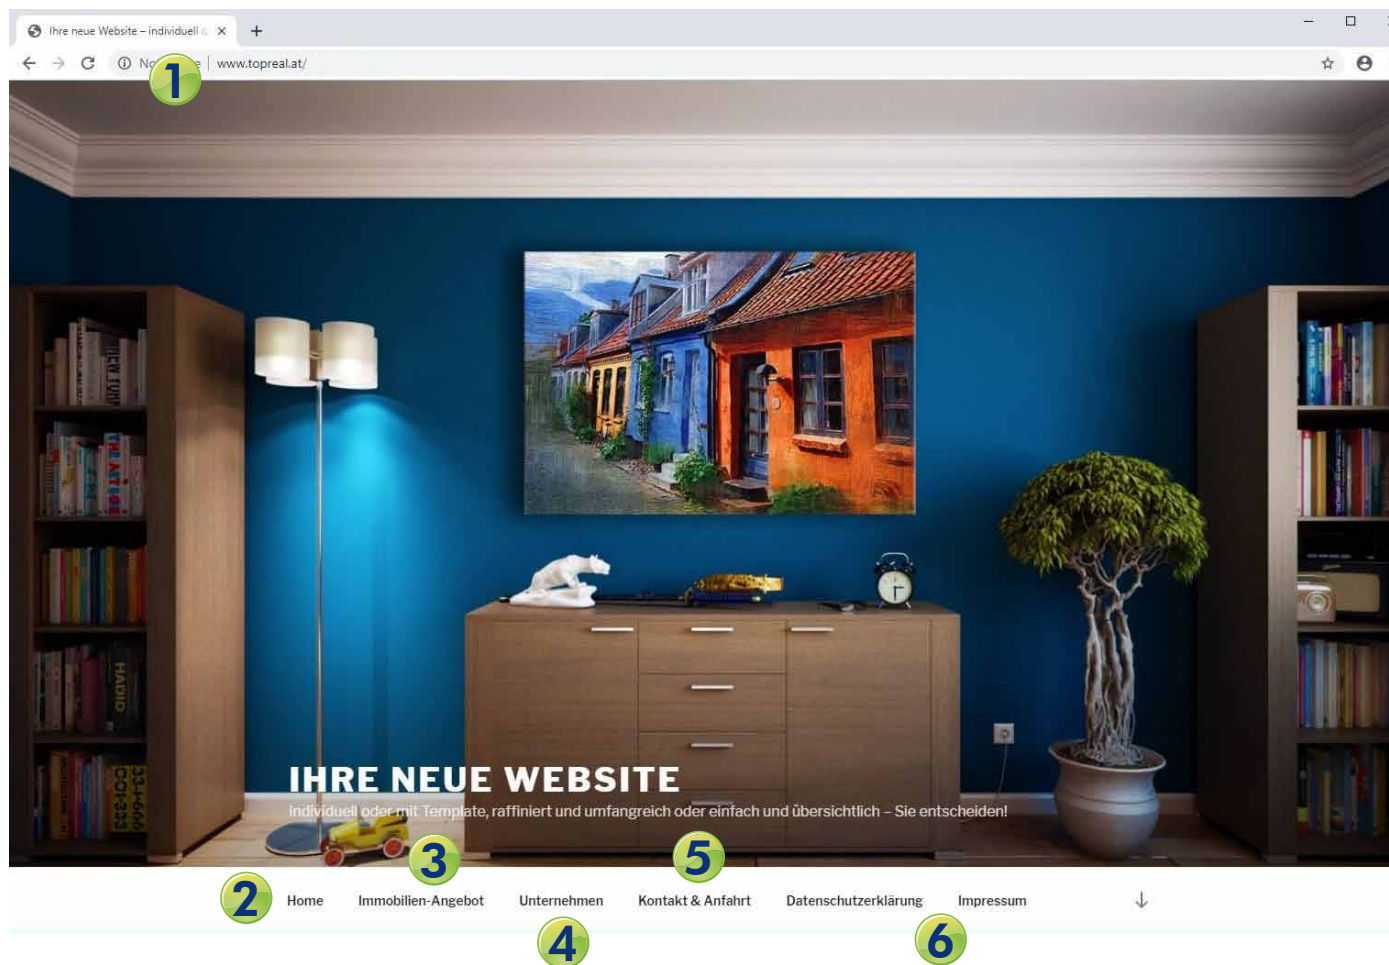 Ihre neue Website – individuell
www.topreal.at/
1
HADID
IHRE NEUE WEBSITE
individuell oder mit Template, raffiniert und umfangreich oder einfach und übersichtlich – Sie entscheiden!
3
5
2 Home Immobilien-Angebot Unternehmen Kontakt & Anfahrt Datenschutzerklärung Impressum
4
6